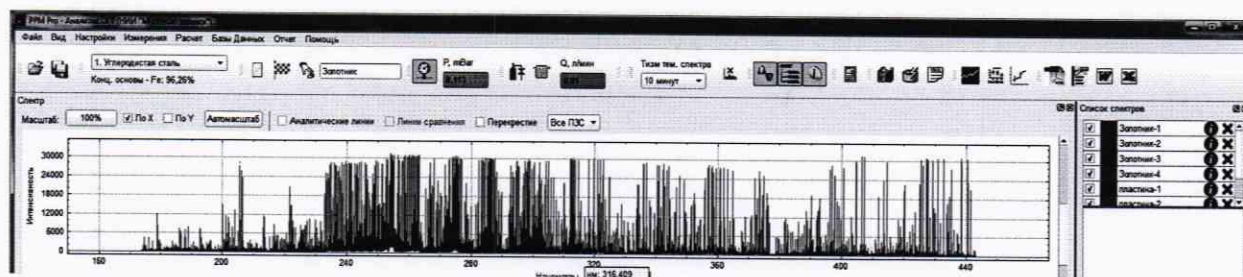 Файл Вид Настройки Измерения Расчет Базы Данных Отчет Помощь
1. Углеродистая сталь
Конц. основы - Fe: 96,26%
Золотник
P, mBar
Q, л/мин
Тизм тем. спектра
10 минут
Спектр
Масштаб: 100% По X По Y Автомасштаб Аналитические линии Линии сравнения Перекрестие Все ПЗС
Список спектров
Золотник-1
Золотник-2
Золотник-3
Золотник-4
пластина-1
пластина-2
Интенсивность
30000
24000
18000
12000
6000
0
160 200 240 280 320 360 400 440
нм: 316,409